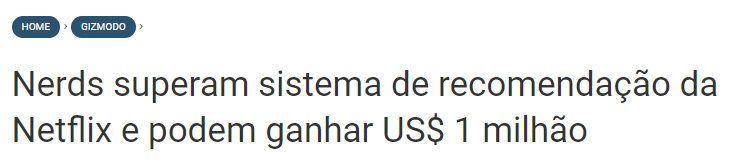 HOME › GIZMODO ›
Nerds superam sistema de recomendação da
Netflix e podem ganhar US$ 1 milhão